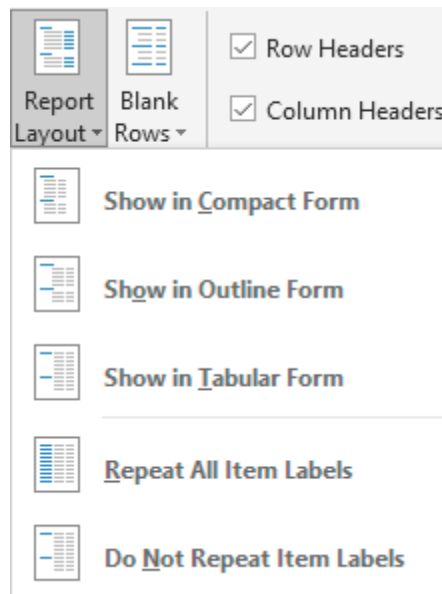 Report Layout
Blank Rows
Row Headers
Column Headers
Show in Compact Form
Show in Outline Form
Show in Tabular Form
Repeat All Item Labels
Do Not Repeat Item Labels